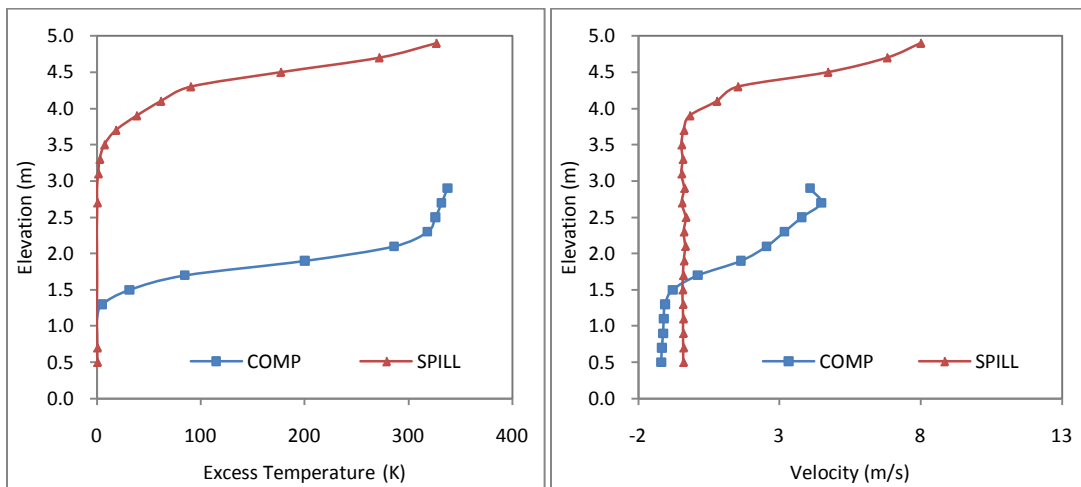 5.0
4.5
4.0
3.5
3.0
2.5
2.0
1.5
1.0
0.5
0.0
Elevation (m)
COMP SPILL
0 100 200 300 400
Excess Temperature (K)
5.0
4.5
4.0
3.5
3.0
2.5
2.0
1.5
1.0
0.5
0.0
Elevation (m)
COMP SPILL
-2 3 8 13
Velocity (m/s)